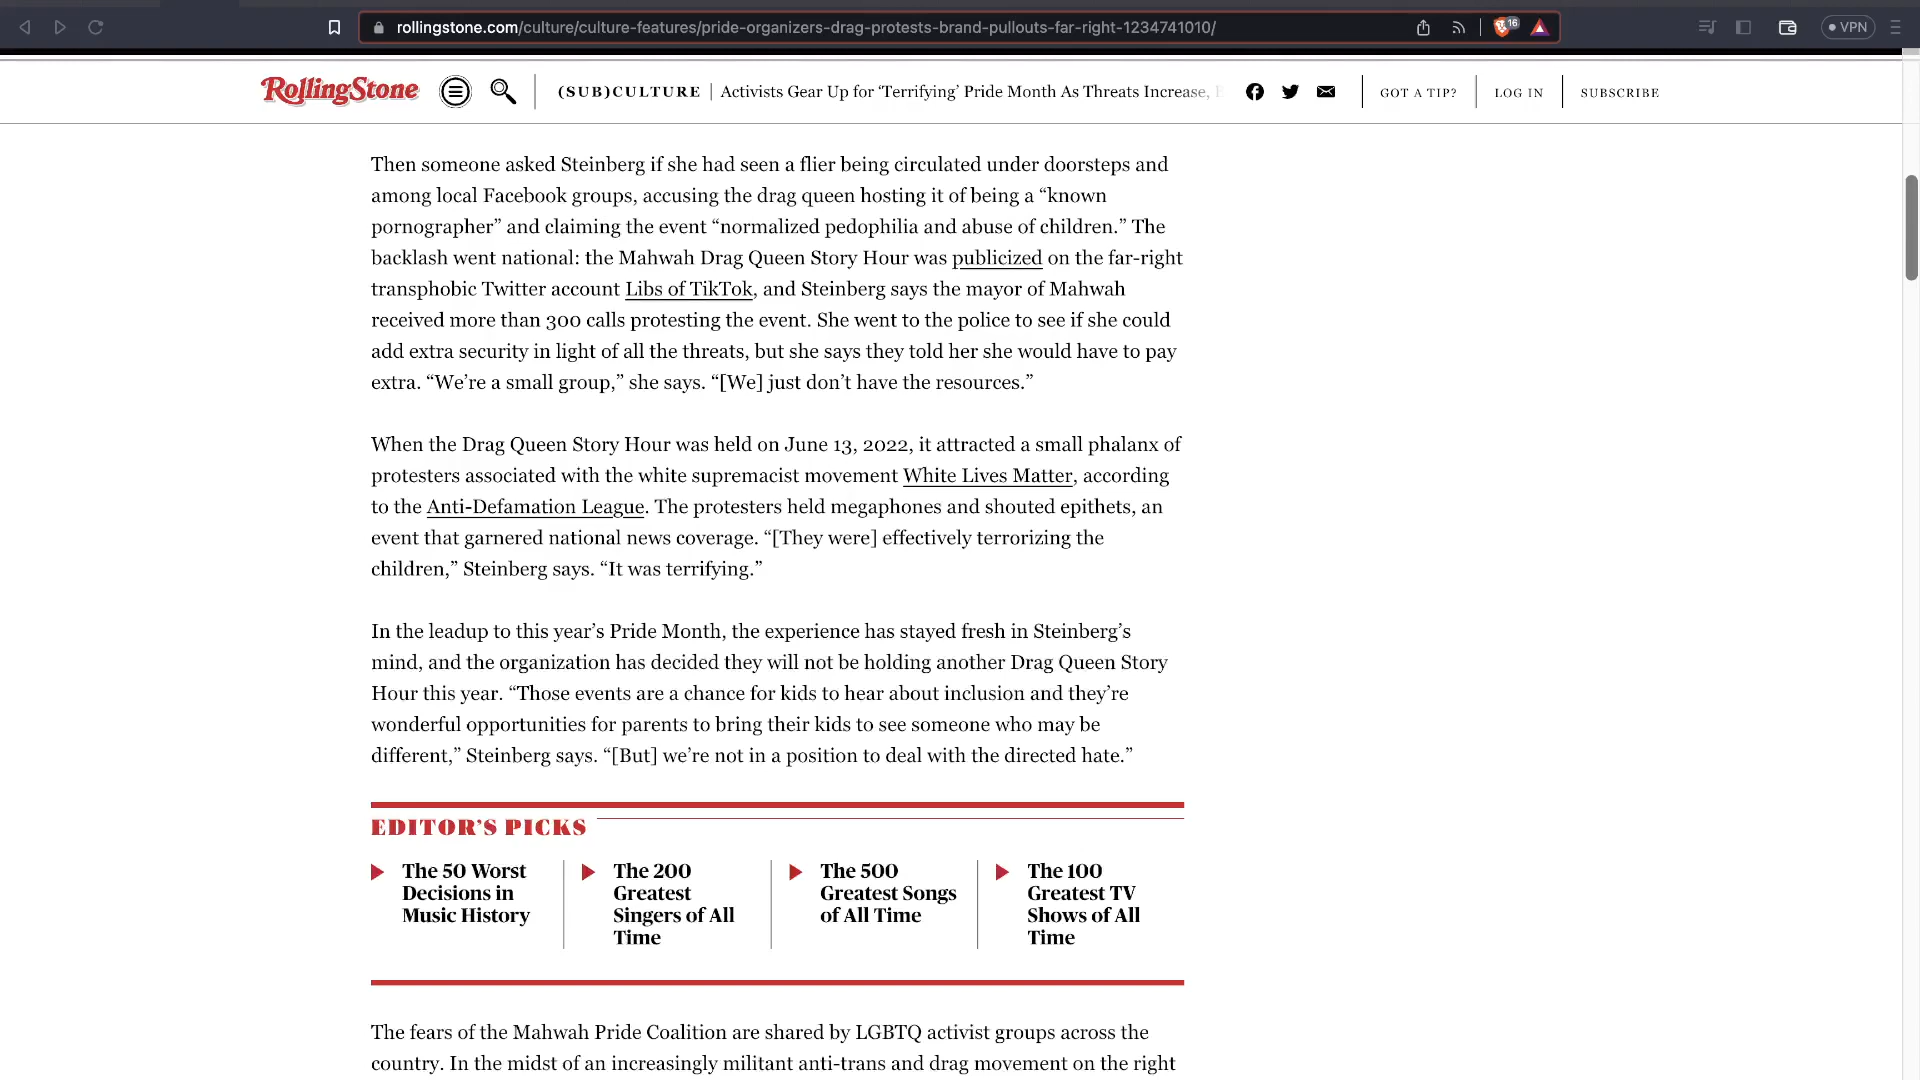 rollingstone.com/culture/culture-features/pride-organizers-drag-protests-brand-pullouts-far-right-1234741010/
16
VPN
RollingStone
(SUB)CULTURE | Activists Gear Up for ‘Terrifying’ Pride Month As Threats Increase,
GOT A TIP?
LOG IN
SUBSCRIBE
Then someone asked Steinberg if she had seen a flier being circulated under doorsteps and
among local Facebook groups, accusing the drag queen hosting it of being a “known
pornographer” and claiming the event “normalized pedophilia and abuse of children.” The
backlash went national: the Mahwah Drag Queen Story Hour was publicized on the far-right
transphobic Twitter account Libs of TikTok, and Steinberg says the mayor of Mahwah
received more than 300 calls protesting the event. She went to the police to see if she could
add extra security in light of all the threats, but she says they told her she would have to pay
extra. “We’re a small group,” she says. “[We] just don’t have the resources.”
When the Drag Queen Story Hour was held on June 13, 2022, it attracted a small phalanx of
protesters associated with the white supremacist movement White Lives Matter, according
to the Anti-Defamation League. The protesters held megaphones and shouted epithets, an
event that garnered national news coverage. “[They were] effectively terrorizing the
children,” Steinberg says. “It was terrifying.”
In the leadup to this year’s Pride Month, the experience has stayed fresh in Steinberg’s
mind, and the organization has decided they will not be holding another Drag Queen Story
Hour this year. “Those events are a chance for kids to hear about inclusion and they’re
wonderful opportunities for parents to bring their kids to see someone who may be
different,” Steinberg says. “[But] we’re not in a position to deal with the directed hate.”
EDITOR’S PICKS
The 50 Worst
Decisions in
Music History
The 200
Greatest
Singers of All
Time
The 500
Greatest Songs
of All Time
The 100
Greatest TV
Shows of All
Time
The fears of the Mahwah Pride Coalition are shared by LGBTQ activist groups across the
country. In the midst of an increasingly militant anti-trans and drag movement on the right